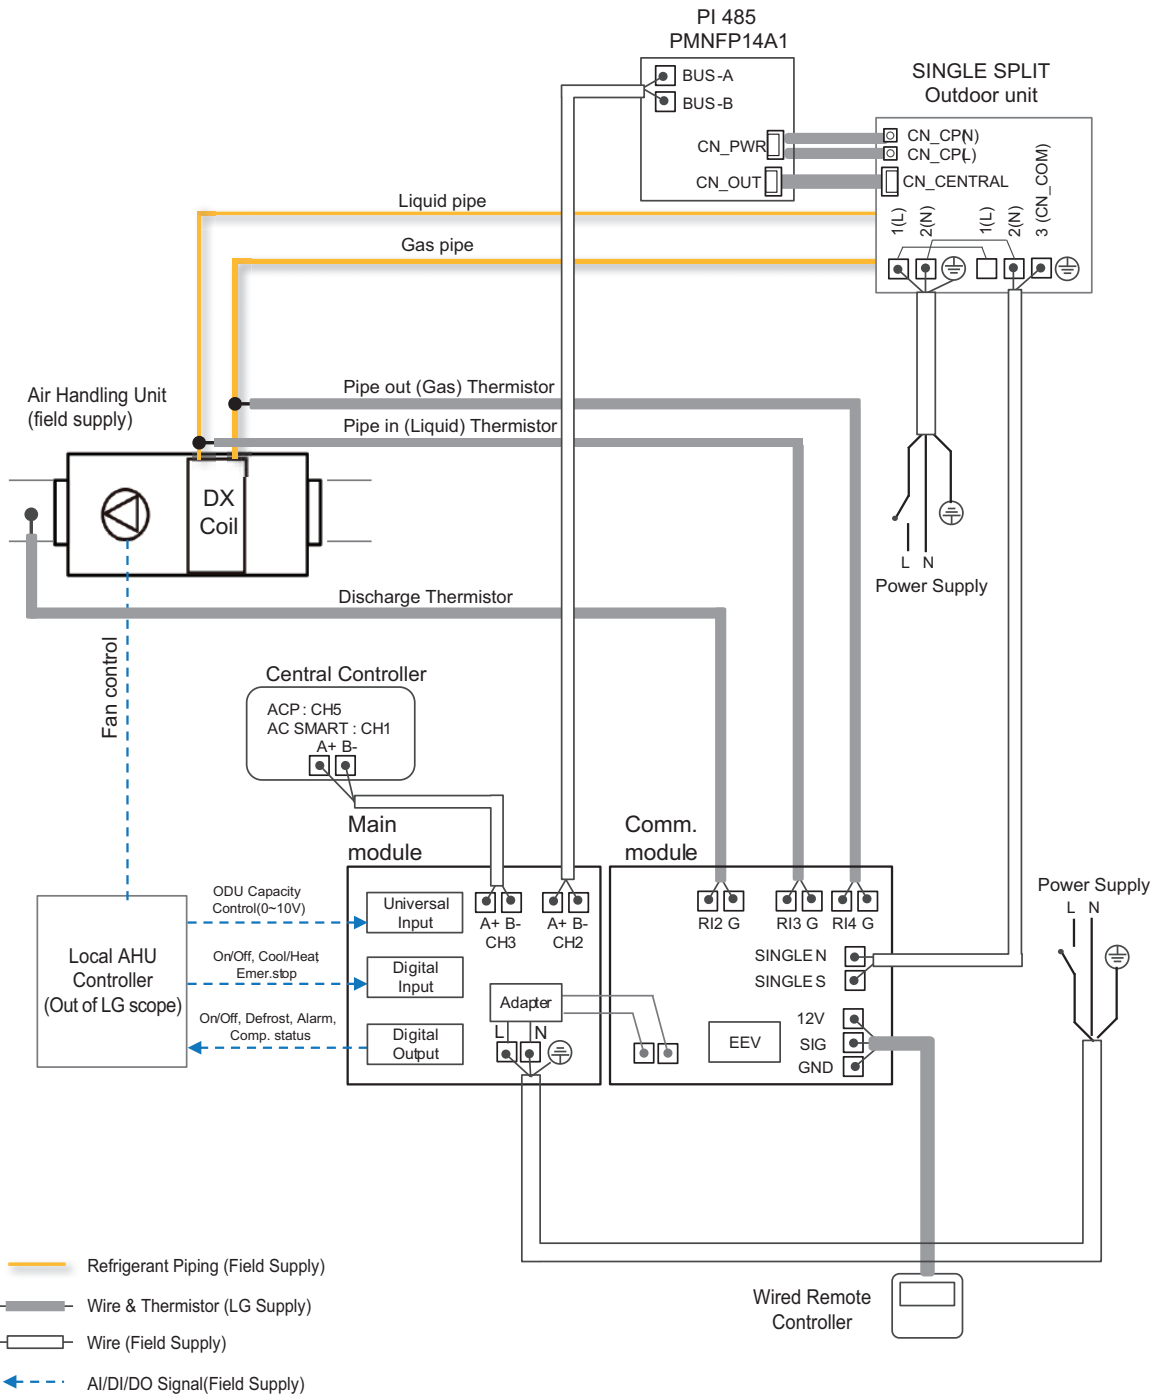 PI 485
PMNFP14A1
BUS-A
BUS-B
CN_PWR
CN_OUT
SINGLE SPLIT
Outdoor unit
CN_CP(N)
CN_CP(L)
CN_CENTRAL
1(L)
2(N)
1(L)
2(N)
3 (CN_COM)
Liquid pipe
Gas pipe
Air Handling Unit
(field supply)
Pipe out (Gas) Thermistor
Pipe in (Liquid) Thermistor
DX
Coil
L N
Power Supply
Discharge Thermistor
Fan control
Central Controller
ACP : CH5
AC SMART : CH1
A+ B-
Main
module
Comm.
module
Local AHU
Controller
(Out of LG scope)
ODU Capacity
Control(0~10V)
On/Off, Cool/Heat,
Emer.stop
On/Off, Defrost, Alarm,
Comp. status
Universal
Input
Digital
Input
Digital
Output
A+ B-
CH3
A+ B-
CH2
Adapter
L N
RI2 G
RI3 G
RI4 G
SINGLE N
SINGLE S
12V
SIG
GND
EEV
Power Supply
L N
Wired Remote
Controller
Refrigerant Piping (Field Supply)
Wire & Thermistor (LG Supply)
Wire (Field Supply)
AI/DI/DO Signal(Field Supply)